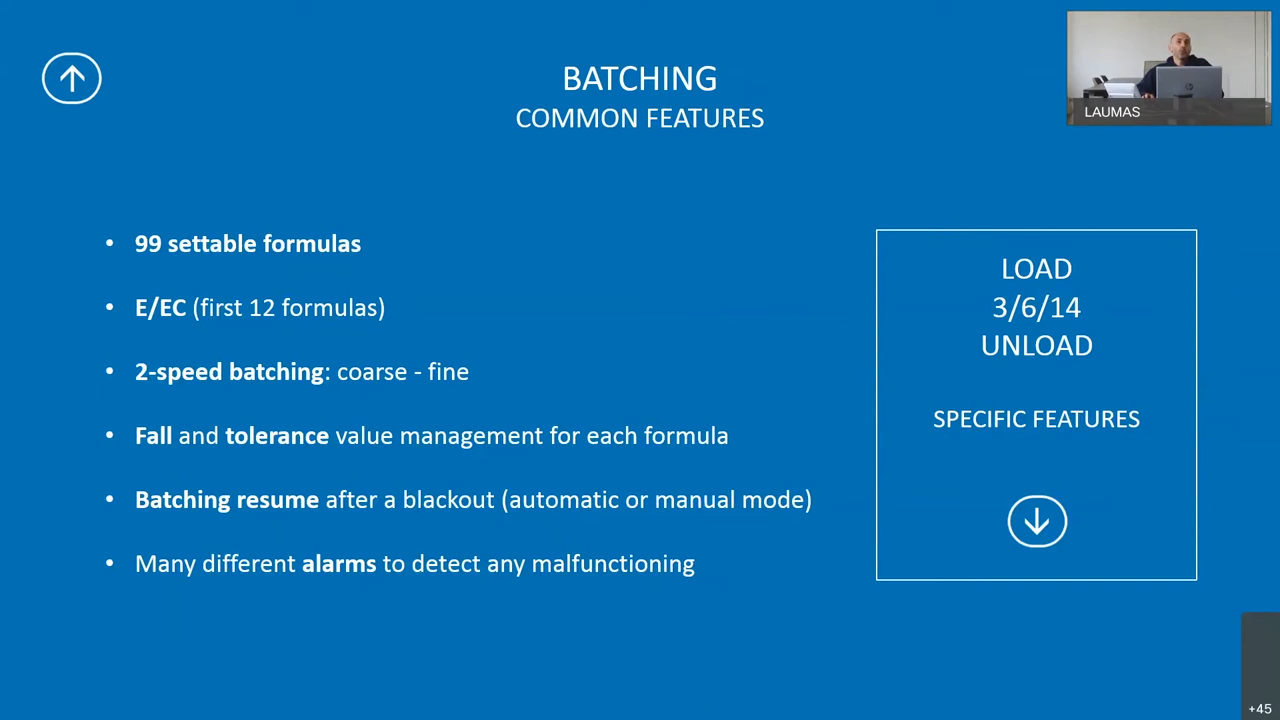 BATCHING
COMMON FEATURES
LAUMAS
• 99 settable formulas
• E/EC (first 12 formulas)
• 2-speed batching: coarse - fine
• Fall and tolerance value management for each formula
• Batching resume after a blackout (automatic or manual mode)
• Many different alarms to detect any malfunctioning
LOAD
3/6/14
UNLOAD
SPECIFIC FEATURES
+45